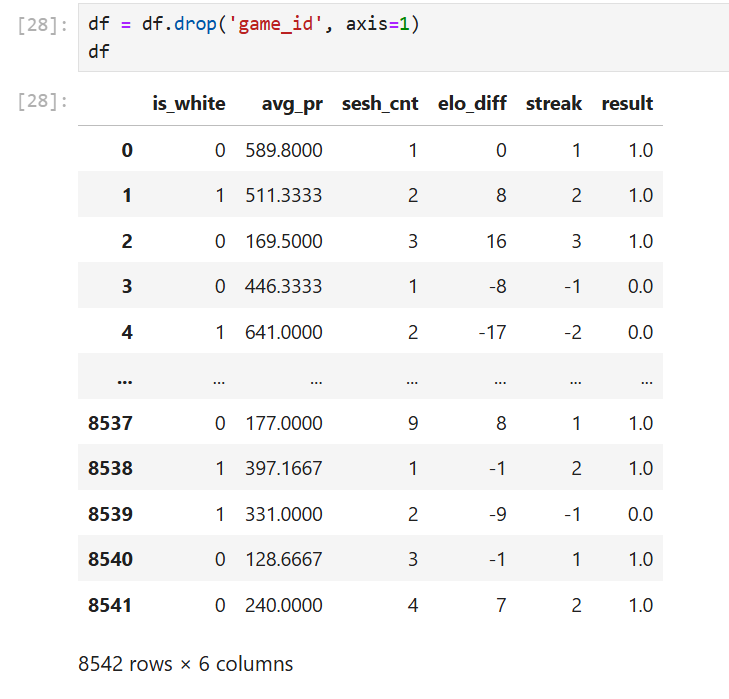 [28]: df = df.drop('game_id', axis=1)
df
[28]:
is_white avg_pr sesh_cnt elo_diff streak result
0 0 589.8000 1 0 1 1.0
1 1 511.3333 2 8 2 1.0
2 0 169.5000 3 16 3 1.0
3 0 446.3333 1 -8 -1 0.0
4 1 641.0000 2 -17 -2 0.0
... ... ... ... ... ... ...
8537 0 177.0000 9 8 1 1.0
8538 1 397.1667 1 -1 2 1.0
8539 1 331.0000 2 -9 -1 0.0
8540 0 128.6667 3 -1 1 1.0
8541 0 240.0000 4 7 2 1.0
8542 rows × 6 columns